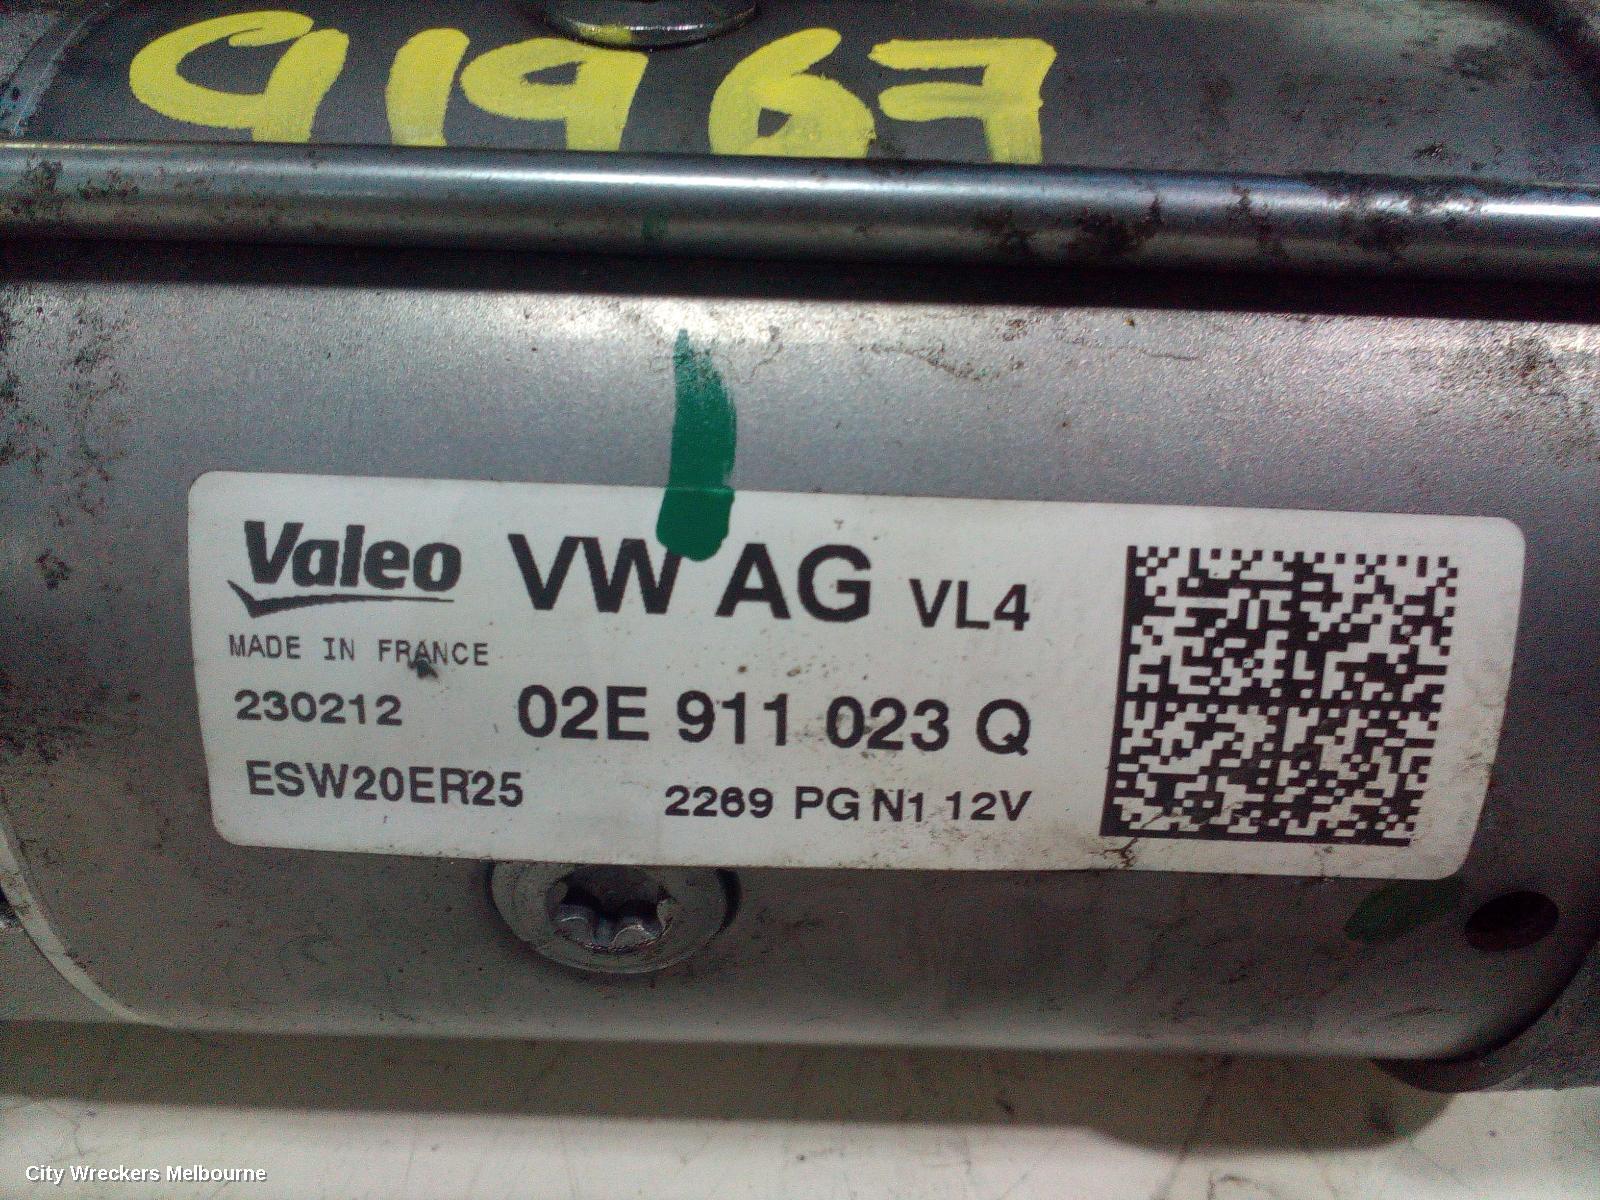 Valeo VW AG VL4
MADE IN FRANCE
230212 02E 911 023 Q
ESW20ER25 2269 PG N1 12V
City Wreckers Melbourne